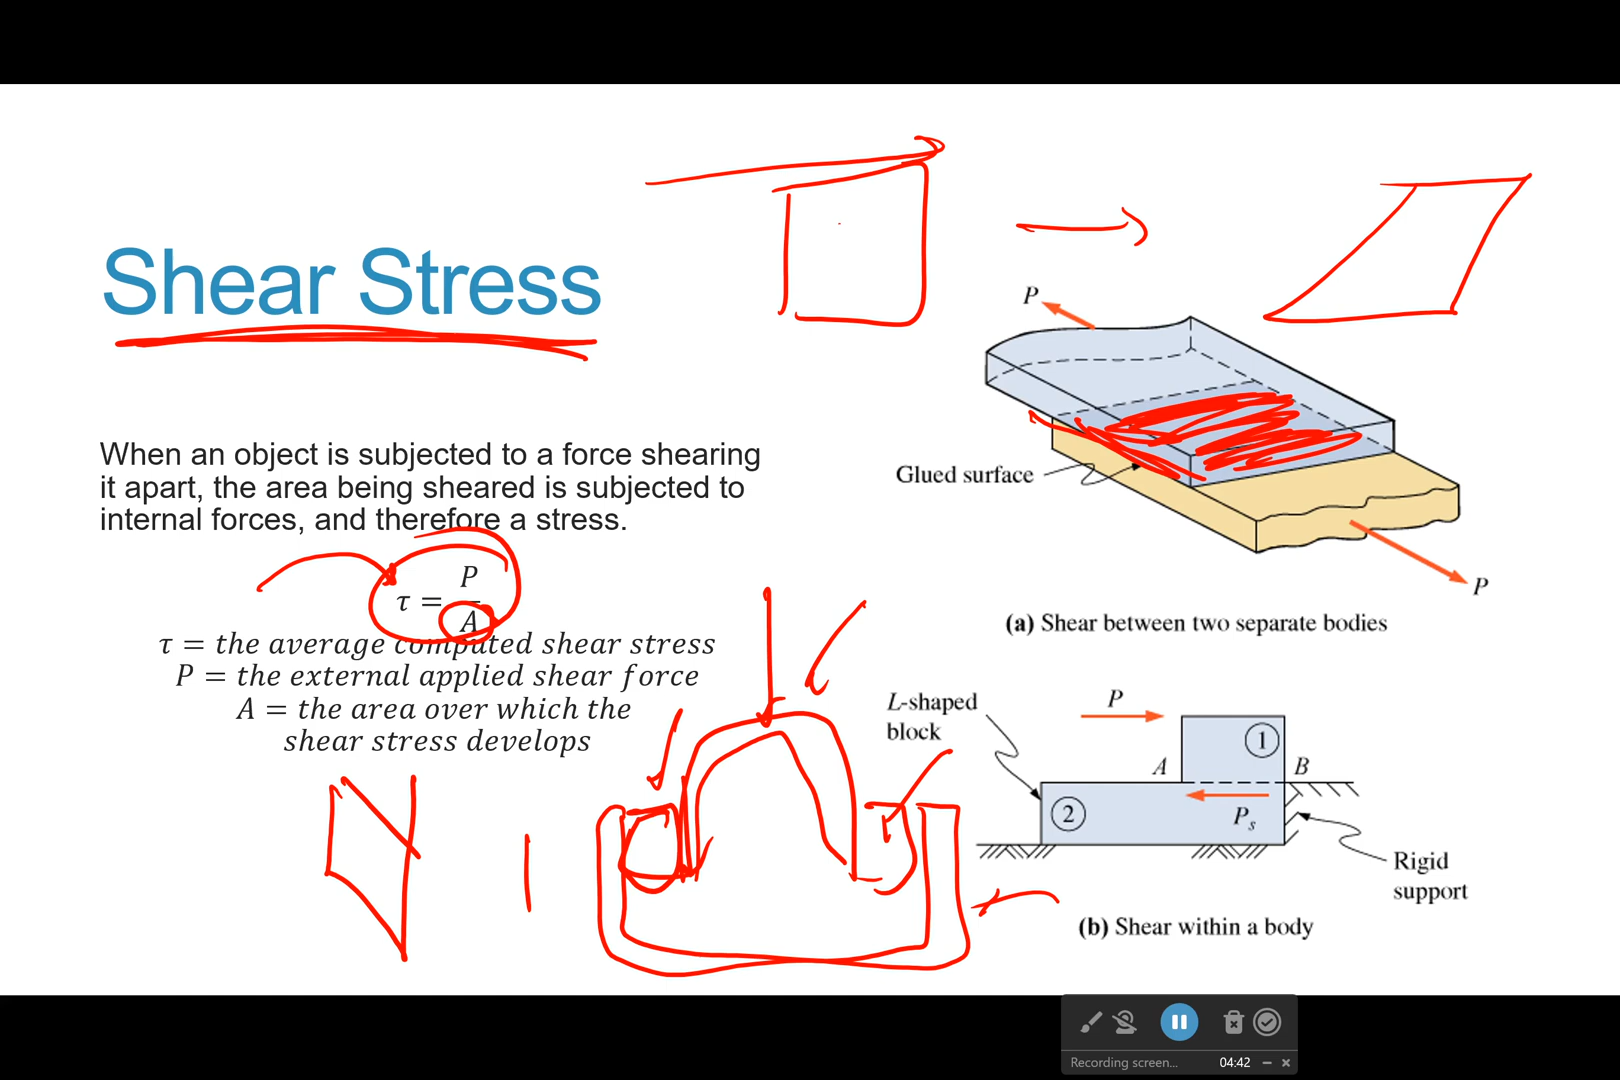 Shear Stress
When an object is subjected to a force shearing
it apart, the area being sheared is subjected to
internal forces, and therefore a stress.
τ = P
A
τ = the average computed shear stress
P = the external applied shear force
A = the area over which the
shear stress develops
P
Glued surface
P
(a) Shear between two separate bodies
L-shaped
block
P
1
A
B
2
Ps
Rigid
support
(b) Shear within a body
Recording screen...
04:42